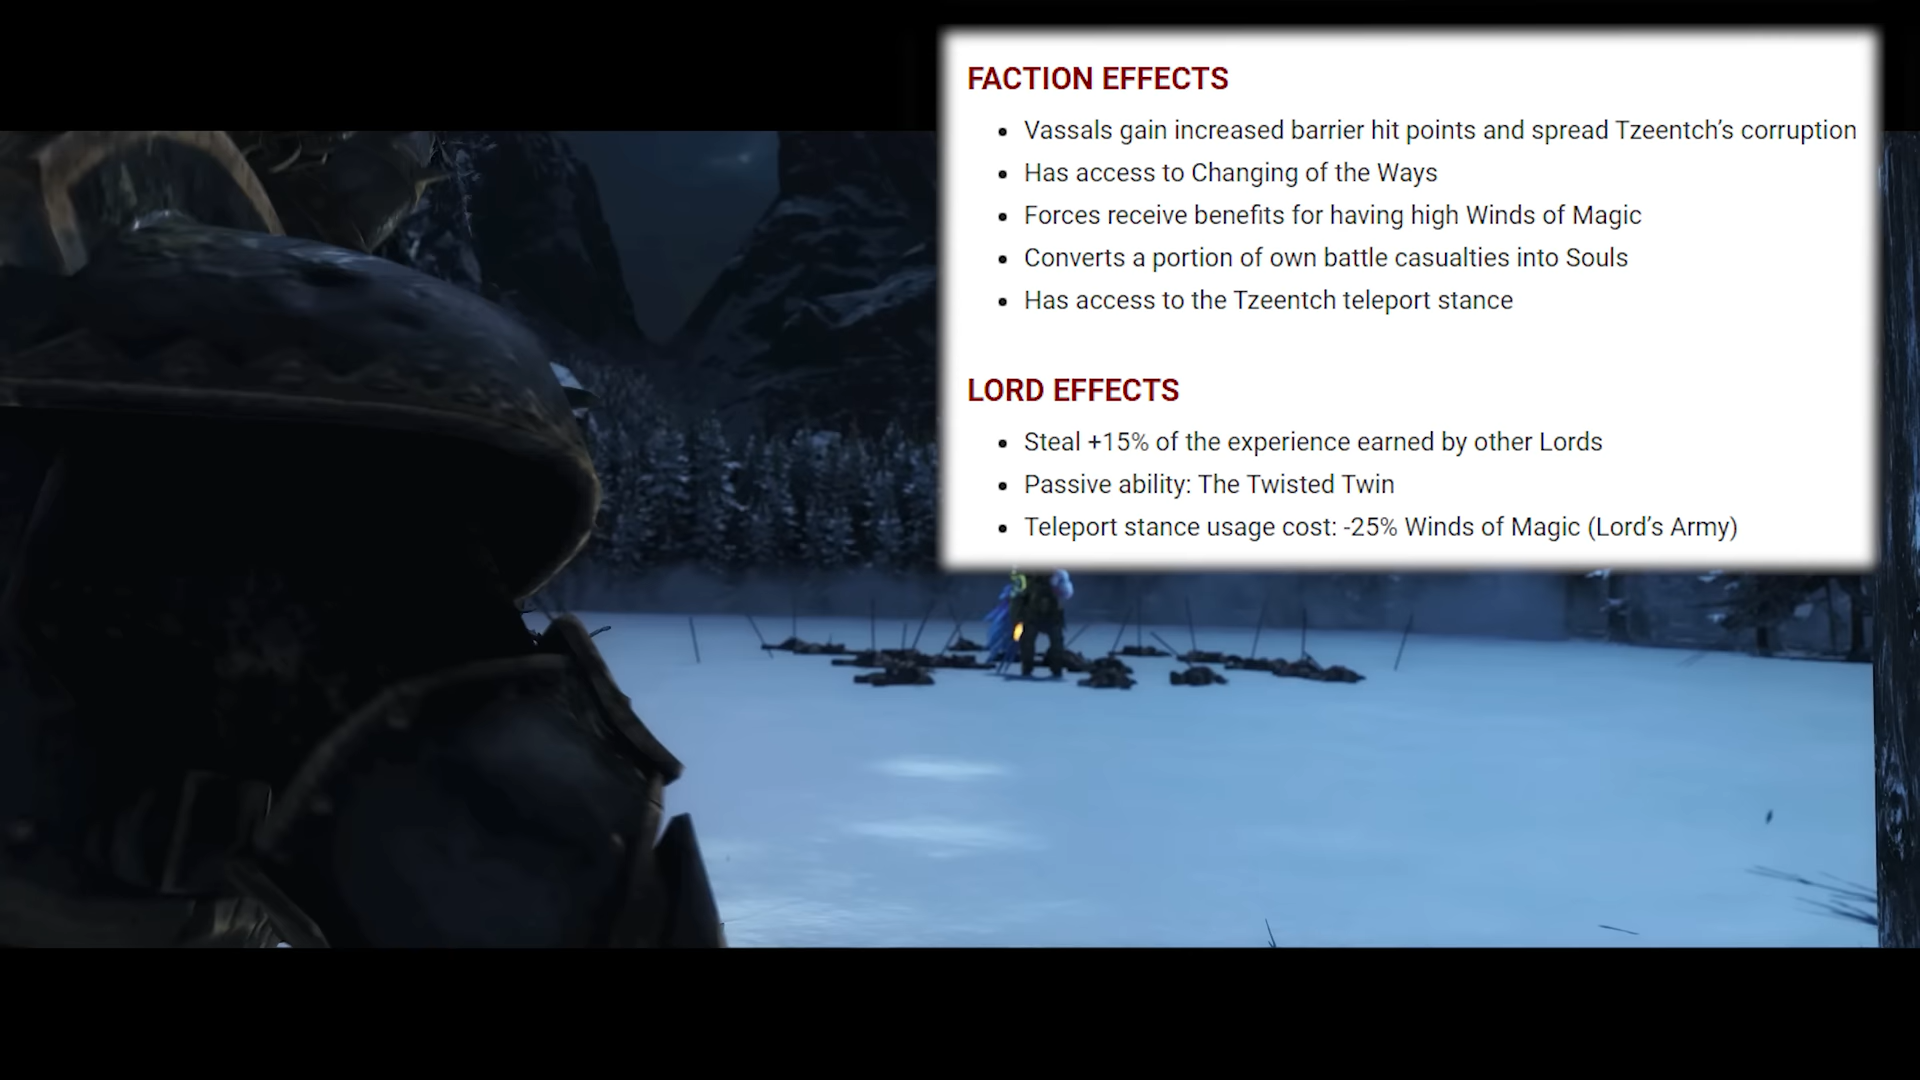 FACTION EFFECTS
• Vassals gain increased barrier hit points and spread Tzeentch’s corruption
• Has access to Changing of the Ways
• Forces receive benefits for having high Winds of Magic
• Converts a portion of own battle casualties into Souls
• Has access to the Tzeentch teleport stance
LORD EFFECTS
• Steal +15% of the experience earned by other Lords
• Passive ability: The Twisted Twin
• Teleport stance usage cost: -25% Winds of Magic (Lord’s Army)